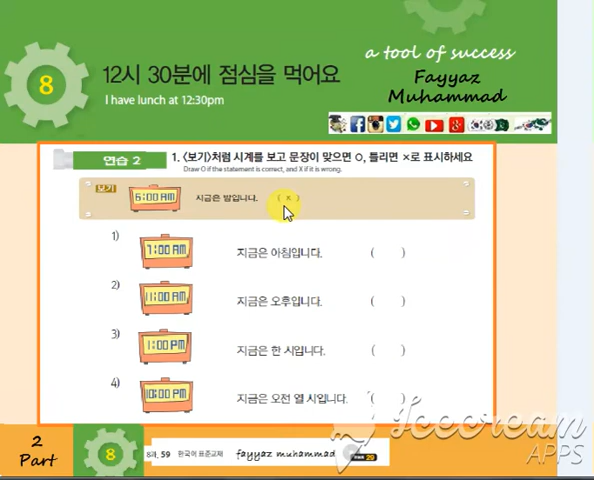 8
12시 30분에 점심을 먹어요
I have lunch at 12:30pm
a tool of success
Fayyaz
Muhammad
연습 2
1. 〈보기〉처럼 시계를 보고 문장이 맞으면 O, 틀리면 ×로 표시하세요
Draw O if the statement is correct, and X if it is wrong.
보기
6:00 AM 지금은 밤입니다. ( × )
1) 7:00 AM 지금은 아침입니다. ( )
2) 11:00 AM 지금은 오후입니다. ( )
3) 1:00 PM 지금은 한 시입니다. ( )
4) 10:00 PM 지금은 오전 열 시입니다. ( )
2
Part
8
8과, 59 한국어 표준교재 fayyaz muhammad 29
Icecream
APPS